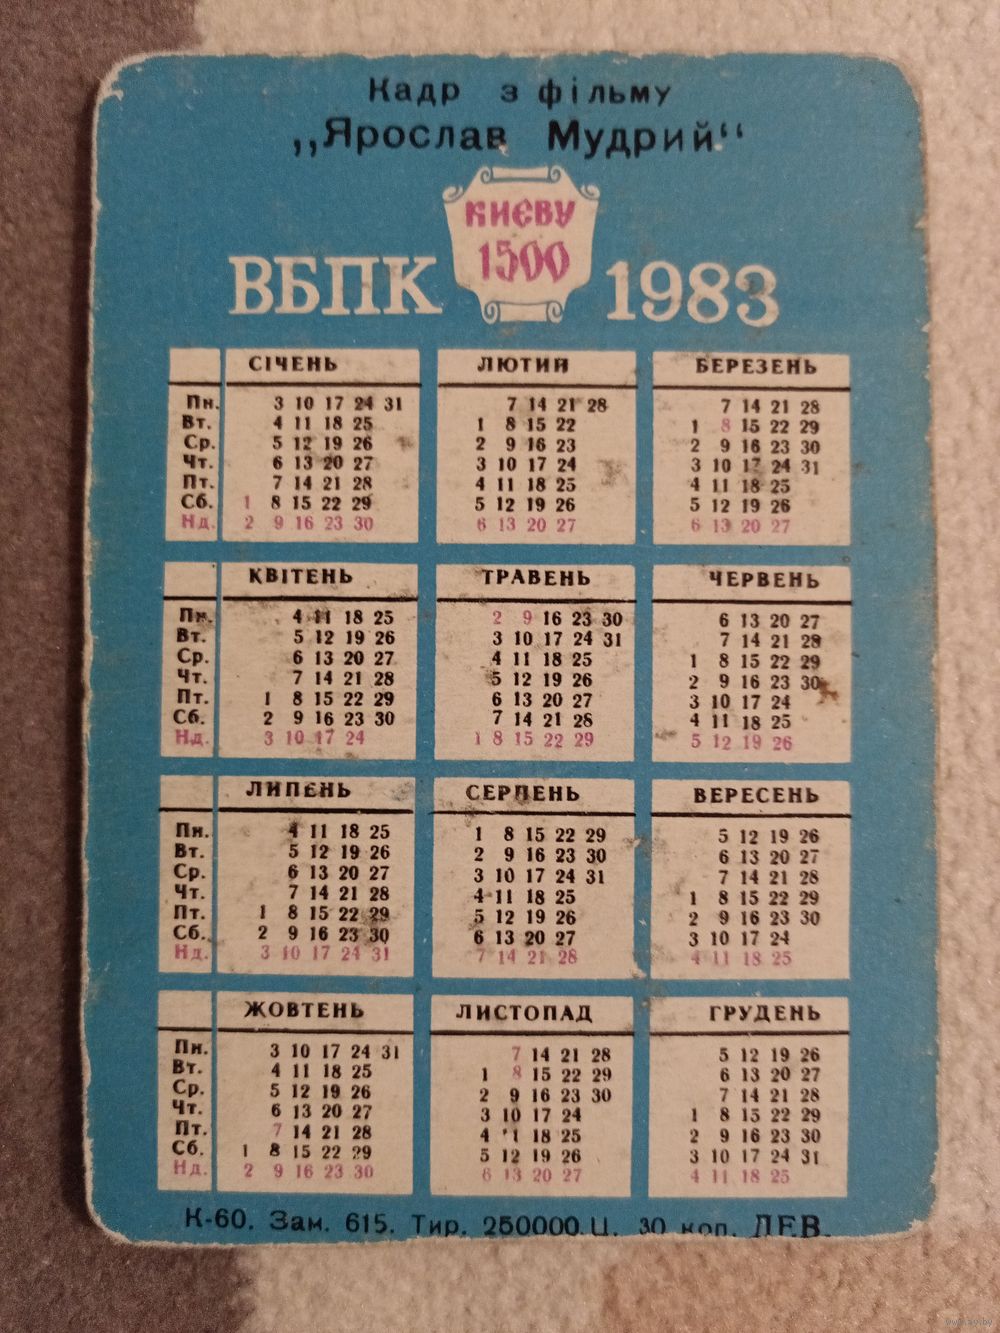 Кадр з фільму
„Ярослав Мудрий“
КИЄВУ
1500
ВБПК 1983
СІЧЕНЬ ЛЮТИЙ БЕРЕЗЕНЬ
Пн. 3 10 17 24 31 7 14 21 28 7 14 21 28
Вт. 4 11 18 25 1 8 15 22 1 8 15 22 29
Ср. 5 12 19 26 2 9 16 23 2 9 16 23 30
Чт. 6 13 20 27 3 10 17 24 3 10 17 24 31
Пт. 7 14 21 28 4 11 18 25 4 11 18 25
Сб. 1 8 15 22 29 5 12 19 26 5 12 19 26
Нд. 2 9 16 23 30 6 13 20 27 6 13 20 27
КВІТЕНЬ ТРАВЕНЬ ЧЕРВЕНЬ
Пн. 4 11 18 25 2 9 16 23 30 6 13 20 27
Вт. 5 12 19 26 3 10 17 24 31 7 14 21 28
Ср. 6 13 20 27 4 11 18 25 1 8 15 22 29
Чт. 7 14 21 28 5 12 19 26 2 9 16 23 30
Пт. 1 8 15 22 29 6 13 20 27 3 10 17 24
Сб. 2 9 16 23 30 7 14 21 28 4 11 18 25
Нд. 3 10 17 24 1 8 15 22 29 5 12 19 26
ЛИПЕНЬ СЕРПЕНЬ ВЕРЕСЕНЬ
Пн. 4 11 18 25 1 8 15 22 29 5 12 19 26
Вт. 5 12 19 26 2 9 16 23 30 6 13 20 27
Ср. 6 13 20 27 3 10 17 24 31 7 14 21 28
Чт. 7 14 21 28 4 11 18 25 1 8 15 22 29
Пт. 1 8 15 22 29 5 12 19 26 2 9 16 23 30
Сб. 2 9 16 23 30 6 13 20 27 3 10 17 24
Нд. 3 10 17 24 31 7 14 21 28 4 11 18 25
ЖОВТЕНЬ ЛИСТОПАД ГРУДЕНЬ
Пн. 3 10 17 24 31 7 14 21 28 5 12 19 26
Вт. 4 11 18 25 1 8 15 22 29 6 13 20 27
Ср. 5 12 19 26 2 9 16 23 30 7 14 21 28
Чт. 6 13 20 27 3 10 17 24 1 8 15 22 29
Пт. 7 14 21 28 4 11 18 25 2 9 16 23 30
Сб. 1 8 15 22 29 5 12 19 26 3 10 17 24 31
Нд. 2 9 16 23 30 6 13 20 27 4 11 18 25
К-60. Зам. 615. Тир. 250000. Ц. 30 коп. ЛЕВ.
www.ay.by